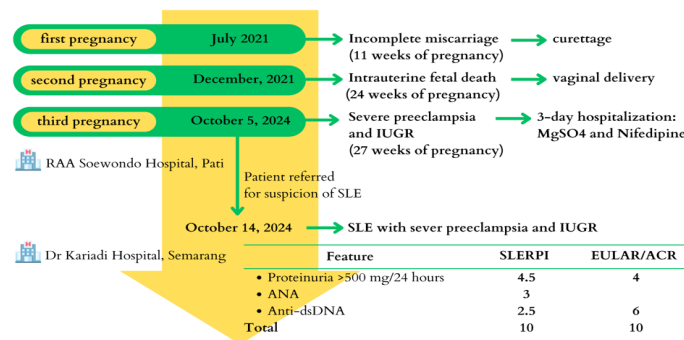 first pregnancy July 2021 Incomplete miscarriage curettage
(11 weeks of pregnancy)
second pregnancy December, 2021 Intrauterine fetal death vaginal delivery
(24 weeks of pregnancy)
third pregnancy October 5, 2024 Severe preeclampsia 3-day hospitalization:
and IUGR MgSO4 and Nifedipine
(27 weeks of pregnancy)
RAA Soewondo Hospital, Pati
Patient referred
for suspicion of SLE
October 14, 2024 SLE with sever preeclampsia and IUGR
Dr Kariadi Hospital, Semarang
Feature SLERPI EULAR/ACR
• Proteinuria >500 mg/24 hours 4.5 4
• ANA 3
• Anti-dsDNA 2.5 6
Total 10 10